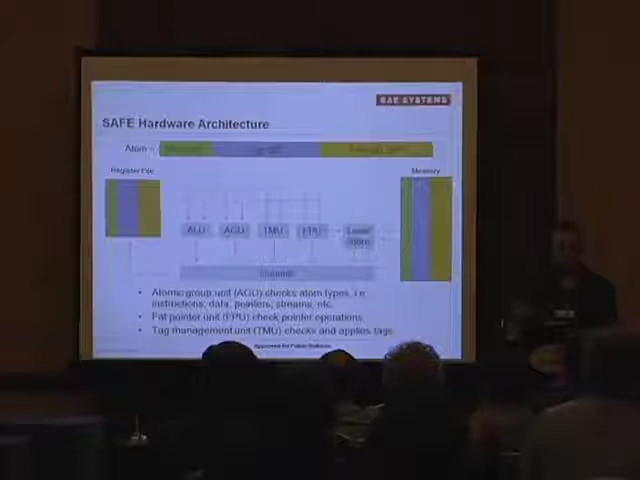 BAE SYSTEMS
SAFE Hardware Architecture
Atom =
Register File
Memory
ALU AGU TMU FPU
• Atomic group unit (AGU) checks atom types, i.e.
instructions, data, pointers, streams, etc.
• Fat pointer unit (FPU) check pointer operations
• Tag management unit (TMU) checks and applies tags
Approved for Public Release